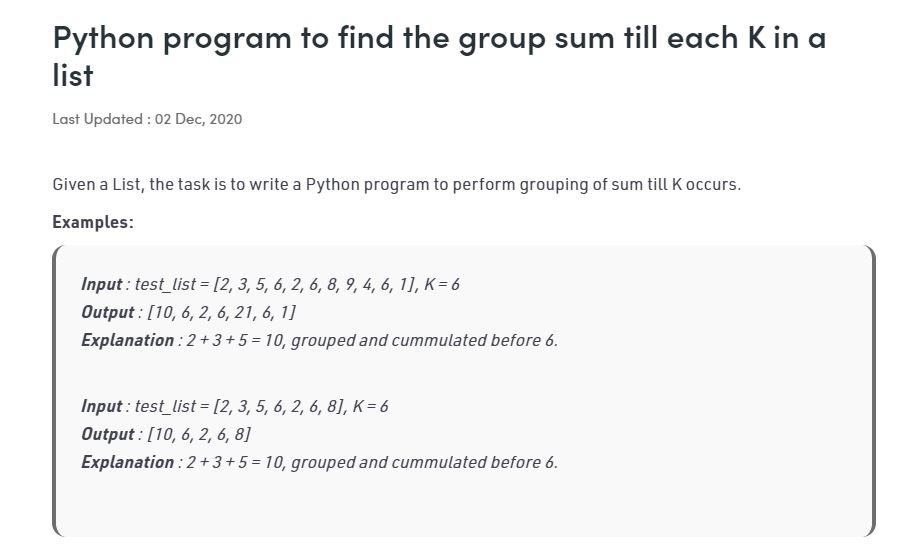 Python program to find the group sum till each K in a
list
Last Updated : 02 Dec, 2020
Given a List, the task is to write a Python program to perform grouping of sum till K occurs.
Examples:
Input : test_list = [2, 3, 5, 6, 2, 6, 8, 9, 4, 6, 1], K = 6
Output : [10, 6, 2, 6, 21, 6, 1]
Explanation : 2 + 3 + 5 = 10, grouped and cummulated before 6.
Input : test_list = [2, 3, 5, 6, 2, 6, 8], K = 6
Output : [10, 6, 2, 6, 8]
Explanation : 2 + 3 + 5 = 10, grouped and cummulated before 6.